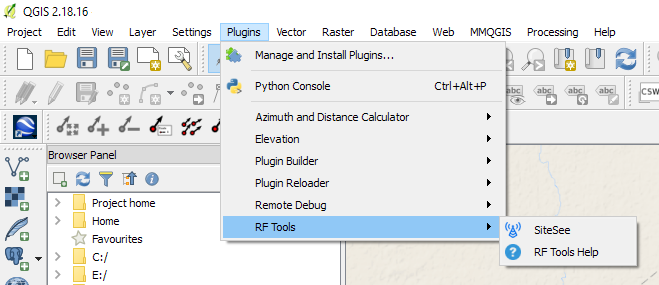 QGIS 2.18.16
Project Edit View Layer Settings Plugins Vector Raster Database Web MMQGIS Processing Help
Manage and Install Plugins...
Python Console Ctrl+Alt+P
abc abc abc abc CSW
Azimuth and Distance Calculator
Elevation
Browser Panel
Plugin Builder
Plugin Reloader
Project home
Remote Debug
Home
RF Tools
SiteSee
Favourites
RF Tools Help
C:/
E:/